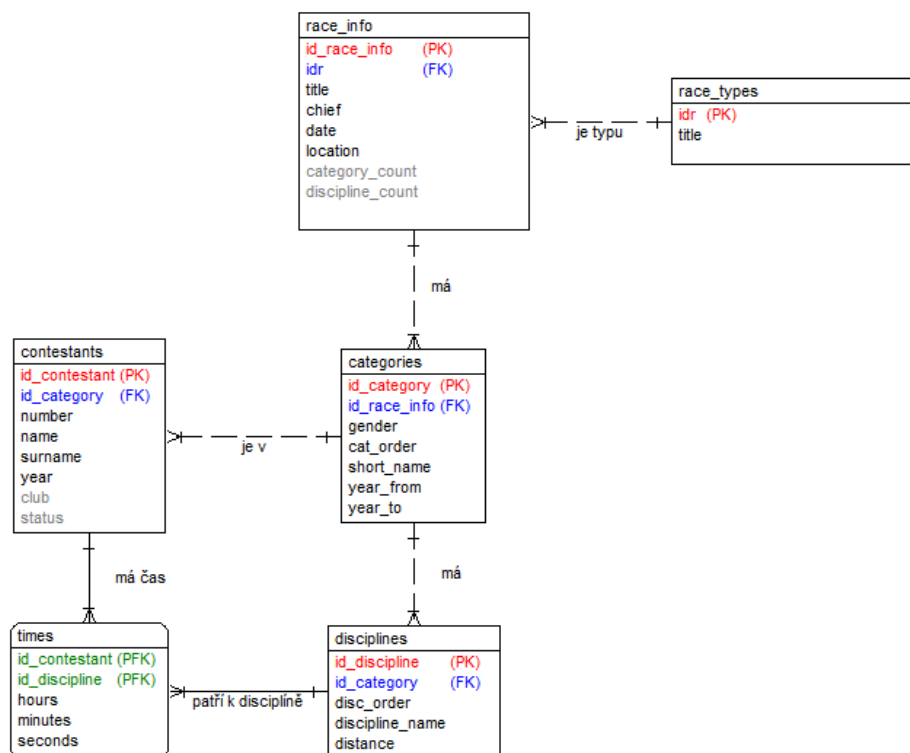 race_info
id_race_info (PK)
idr (FK)
title
chief
date
location
category_count
discipline_count
race_types
idr (PK)
title
je typu
má
contestants
id_contestant (PK)
id_category (FK)
number
name
surname
year
club
status
categories
id_category (PK)
id_race_info (FK)
gender
cat_order
short_name
year_from
year_to
je v
má čas
má
times
id_contestant (PFK)
id_discipline (PFK)
hours
minutes
seconds
disciplines
id_discipline (PK)
id_category (FK)
disc_order
discipline_name
distance
patří k disciplíně